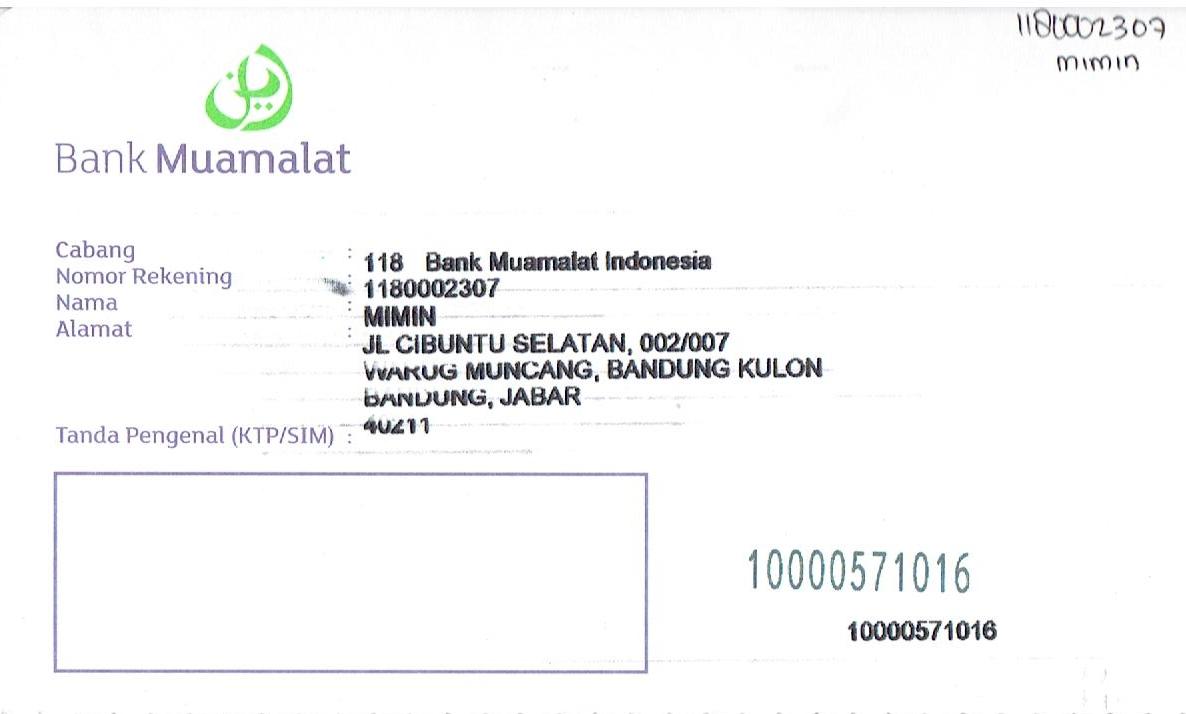 1180002307
mimin
Bank Muamalat
Cabang : 118 Bank Muamalat Indonesia
Nomor Rekening : 1180002307
Nama : MIMIN
Alamat : JL CIBUNTU SELATAN, 002/007
WARUG MUNCANG, BANDUNG KULON
BANDUNG, JABAR
40211
Tanda Pengenal (KTP/SIM) :
10000571016
10000571016